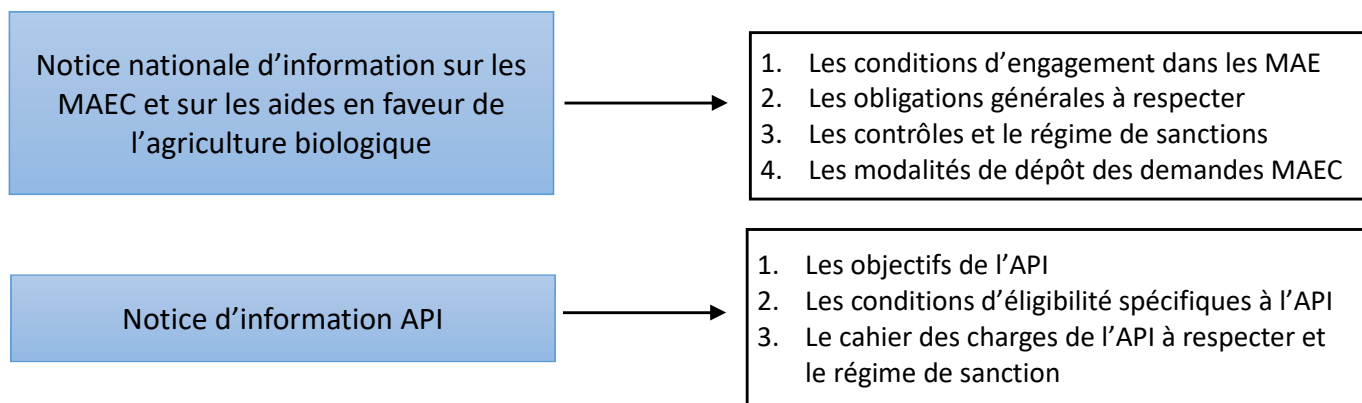 Notice nationale d’information sur les
MAEC et sur les aides en faveur de
l’agriculture biologique
1. Les conditions d’engagement dans les MAE
2. Les obligations générales à respecter
3. Les contrôles et le régime de sanctions
4. Les modalités de dépôt des demandes MAEC
Notice d’information API
1. Les objectifs de l’API
2. Les conditions d’éligibilité spécifiques à l’API
3. Le cahier des charges de l’API à respecter et
le régime de sanction